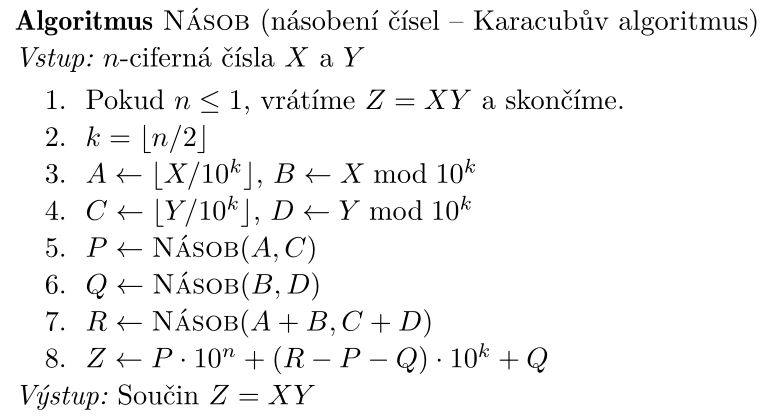 Algoritmus Násob (násobení čísel – Karacubův algoritmus)
Vstup: n-ciferná čísla X a Y
1. Pokud n ≤ 1, vrátíme Z = XY a skončíme.
2. k = ⌊n/2⌋
3. A ← ⌊X/10^k⌋, B ← X mod 10^k
4. C ← ⌊Y/10^k⌋, D ← Y mod 10^k
5. P ← Násob(A, C)
6. Q ← Násob(B, D)
7. R ← Násob(A + B, C + D)
8. Z ← P · 10^n + (R − P − Q) · 10^k + Q
Výstup: Součin Z = XY